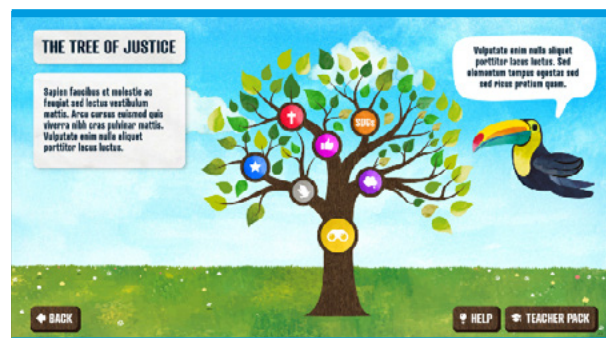 THE TREE OF JUSTICE
Sapien faucibus et molestie ac
feugiat sed lectus vestibulum
mattis. Arcu cursus euismod quis
viverra nibh cras pulvinar mattis.
Vulputate enim nulla aliquet
porttitor lacus luctus.
Vulputate enim nulla aliquet
porttitor lacus luctus. Sed
elementum tempus egestas sed
sed risus pretium quam.
SDGs
BACK
HELP
TEACHER PACK